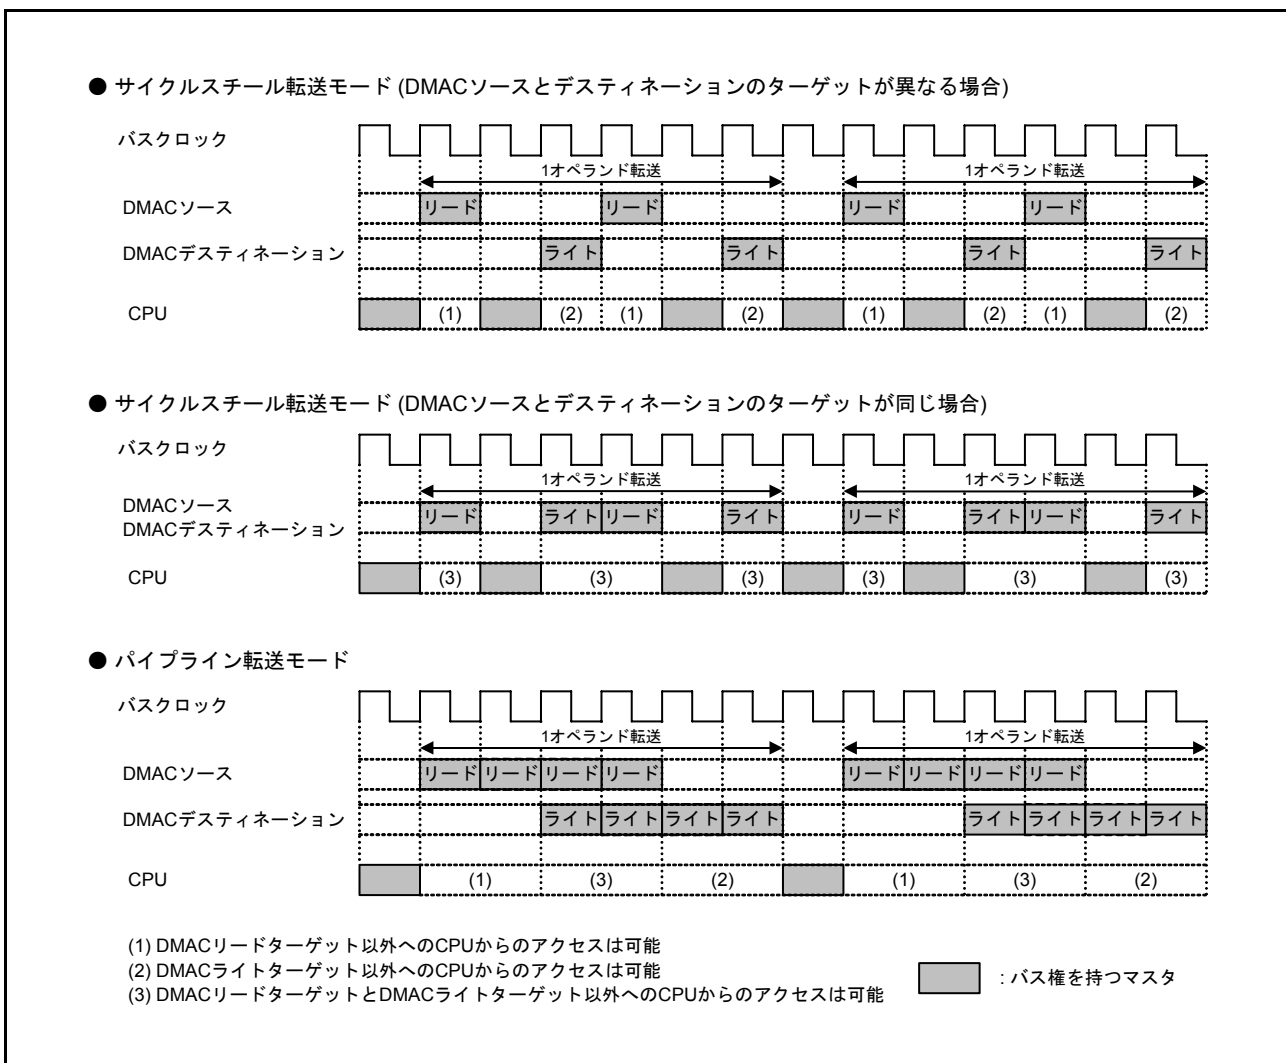 ● サイクルスチール転送モード (DMACソースとデスティネーションのターゲットが異なる場合)
バスクロック
1オペランド転送 1オペランド転送
DMACソース リード リード リード リード
DMACデスティネーション ライト ライト ライト ライト
CPU (1) (2) (1) (2) (1) (2) (1) (2)
● サイクルスチール転送モード (DMACソースとデスティネーションのターゲットが同じ場合)
バスクロック
1オペランド転送 1オペランド転送
DMACソース
DMACデスティネーション リード ライト リード ライト リード ライト リード ライト
CPU (3) (3) (3) (3) (3) (3)
● パイプライン転送モード
バスクロック
1オペランド転送 1オペランド転送
DMACソース リード リード リード リード リード リード リード リード
DMACデスティネーション ライト ライト ライト ライト ライト ライト ライト ライト
CPU (1) (3) (2) (1) (3) (2)
(1) DMACリードターゲット以外へのCPUからのアクセスは可能
(2) DMACライトターゲット以外へのCPUからのアクセスは可能
(3) DMACリードターゲットとDMACライトターゲット以外へのCPUからのアクセスは可能
: バス権を持つマスタ